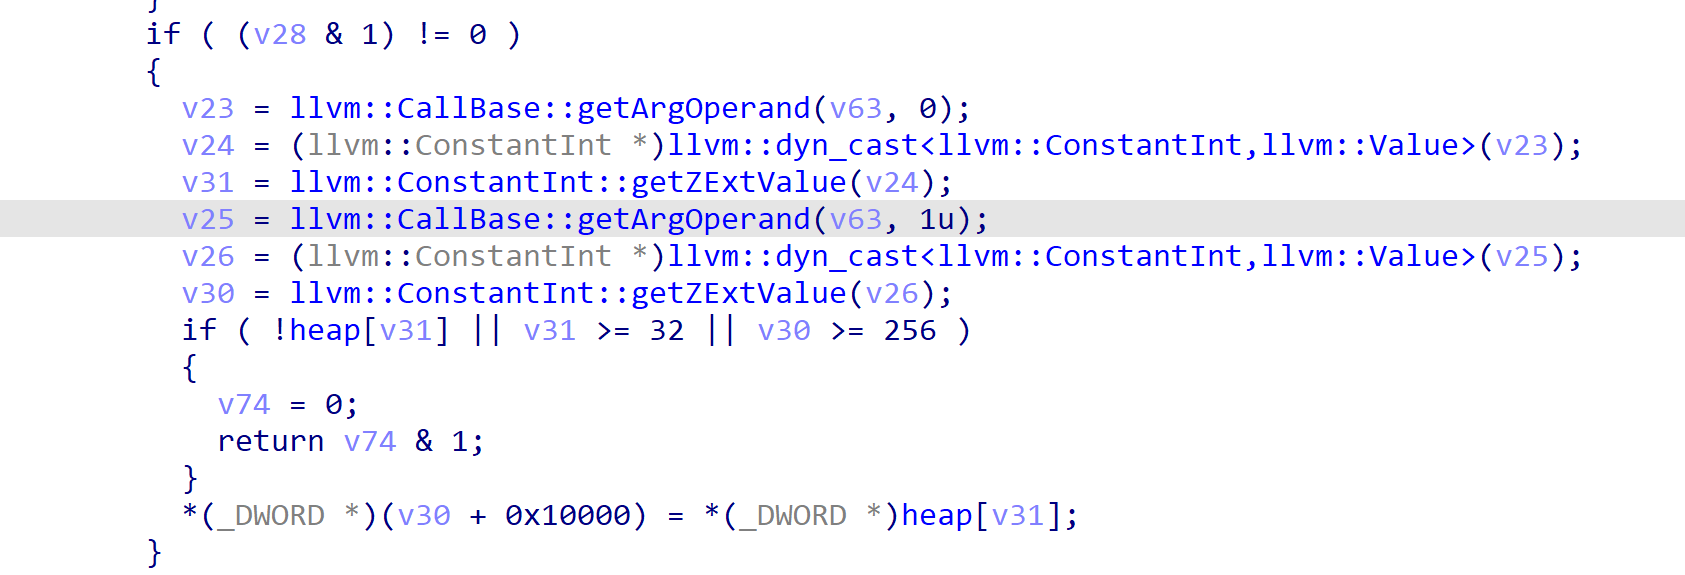 }
if ( (v28 & 1) != 0 )
{
v23 = llvm::CallBase::getArgOperand(v63, 0);
v24 = (llvm::ConstantInt *)llvm::dyn_cast<llvm::ConstantInt,llvm::Value>(v23);
v31 = llvm::ConstantInt::getZExtValue(v24);
v25 = llvm::CallBase::getArgOperand(v63, 1u);
v26 = (llvm::ConstantInt *)llvm::dyn_cast<llvm::ConstantInt,llvm::Value>(v25);
v30 = llvm::ConstantInt::getZExtValue(v26);
if ( !heap[v31] || v31 >= 32 || v30 >= 256 )
{
v74 = 0;
return v74 & 1;
}
*(_DWORD *)(v30 + 0x10000) = *(_DWORD *)heap[v31];
}